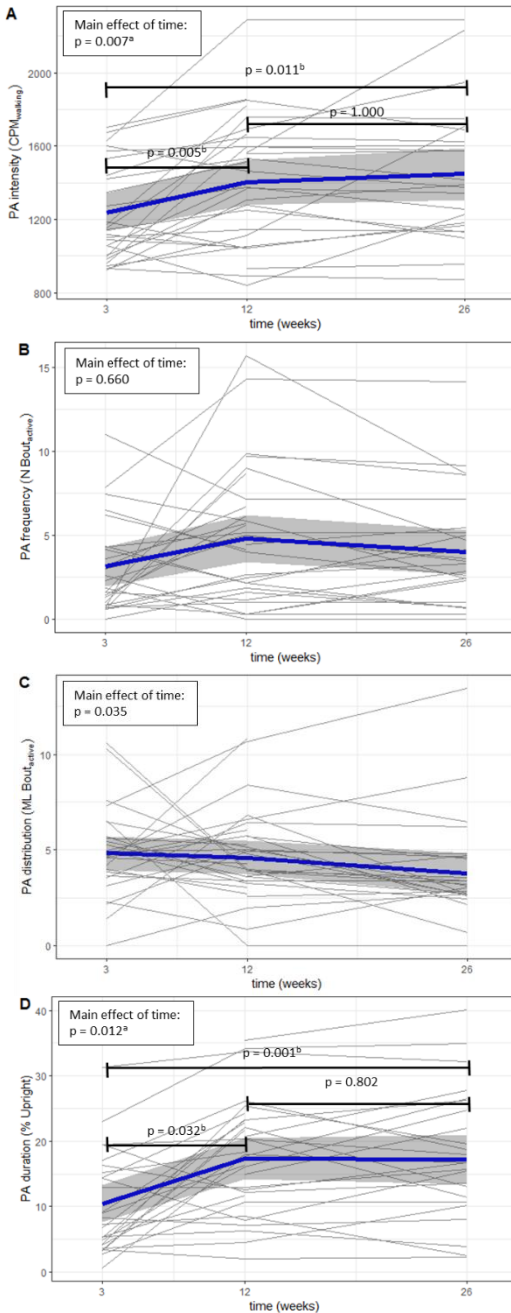 A
Main effect of time:
p = 0.007ᵃ
p = 0.011ᵇ
p = 1.000
p = 0.005ᵇ
PA intensity (CPMwalking)
2000
1600
1200
800
3
12
26
time (weeks)
B
Main effect of time:
p = 0.660
PA frequency (N Boutactive)
15
10
5
0
3
12
26
time (weeks)
C
Main effect of time:
p = 0.035
PA distribution (ML Boutactive)
10
5
0
3
12
26
time (weeks)
D
Main effect of time:
p = 0.012ᵃ
p = 0.001ᵇ
p = 0.802
p = 0.032ᵇ
PA duration (% Upright)
40
30
20
10
0
3
12
26
time (weeks)